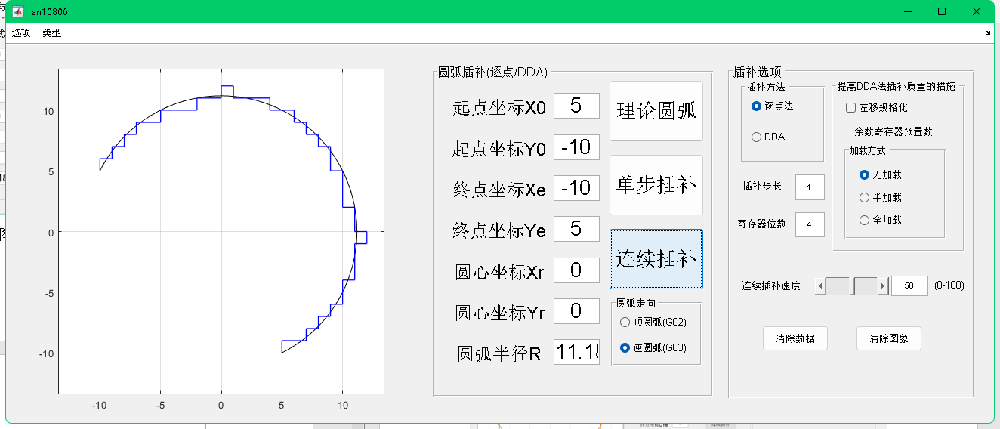 fan10806
选项 类型
10
5
0
-5
-10
-10 -5 0 5 10
圆弧插补(逐点/DDA)
起点坐标X0 5
起点坐标Y0 -10
终点坐标Xe -10
终点坐标Ye 5
圆心坐标Xr 0
圆心坐标Yr 0
圆弧半径R 11.18
理论圆弧
单步插补
连续插补
圆弧走向
顺圆弧(G02)
逆圆弧(G03)
插补选项
插补方法
逐点法
DDA
插补步长 1
寄存器位数 4
提高DDA法插补质量的措施
左移规格化
余数寄存器预置数
加载方式
无加载
半加载
全加载
连续插补速度 50 (0-100)
清除数据 清除图象